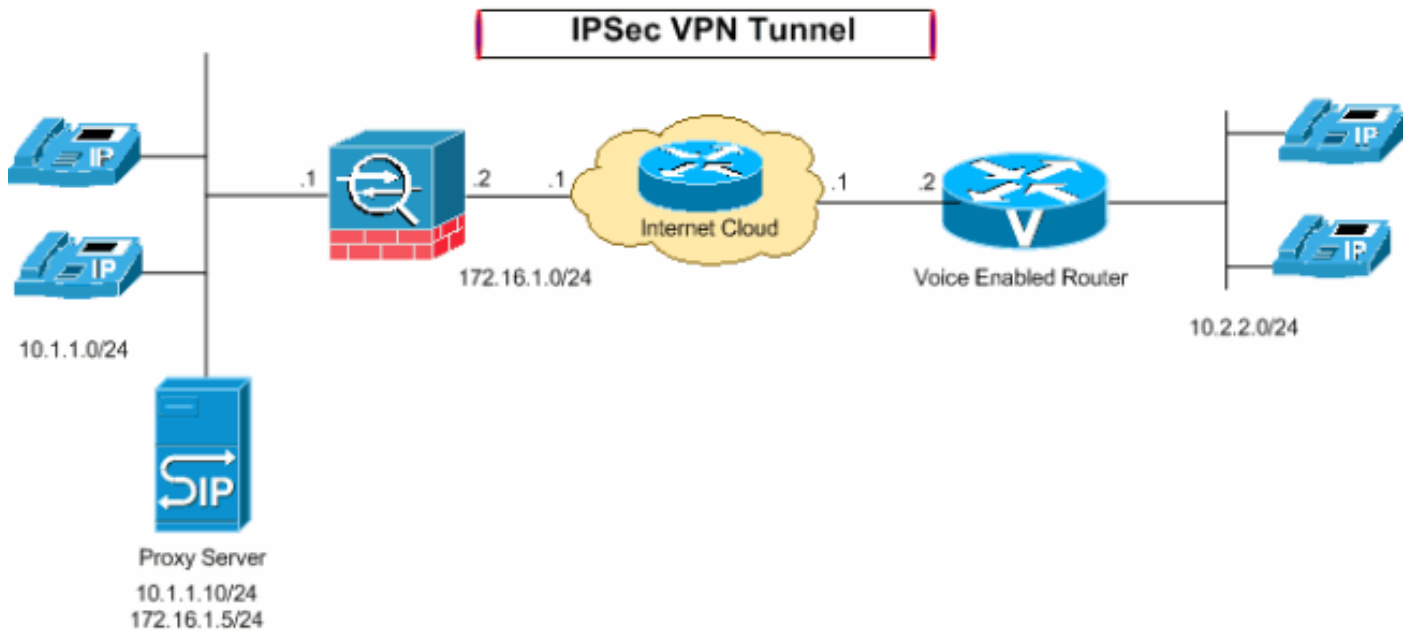 IPSec VPN Tunnel
IP
IP
10.1.1.0/24
.1
.2
.1
.1
.2
172.16.1.0/24
Internet Cloud
V
Voice Enabled Router
IP
IP
10.2.2.0/24
SIP
Proxy Server
10.1.1.10/24
172.16.1.5/24